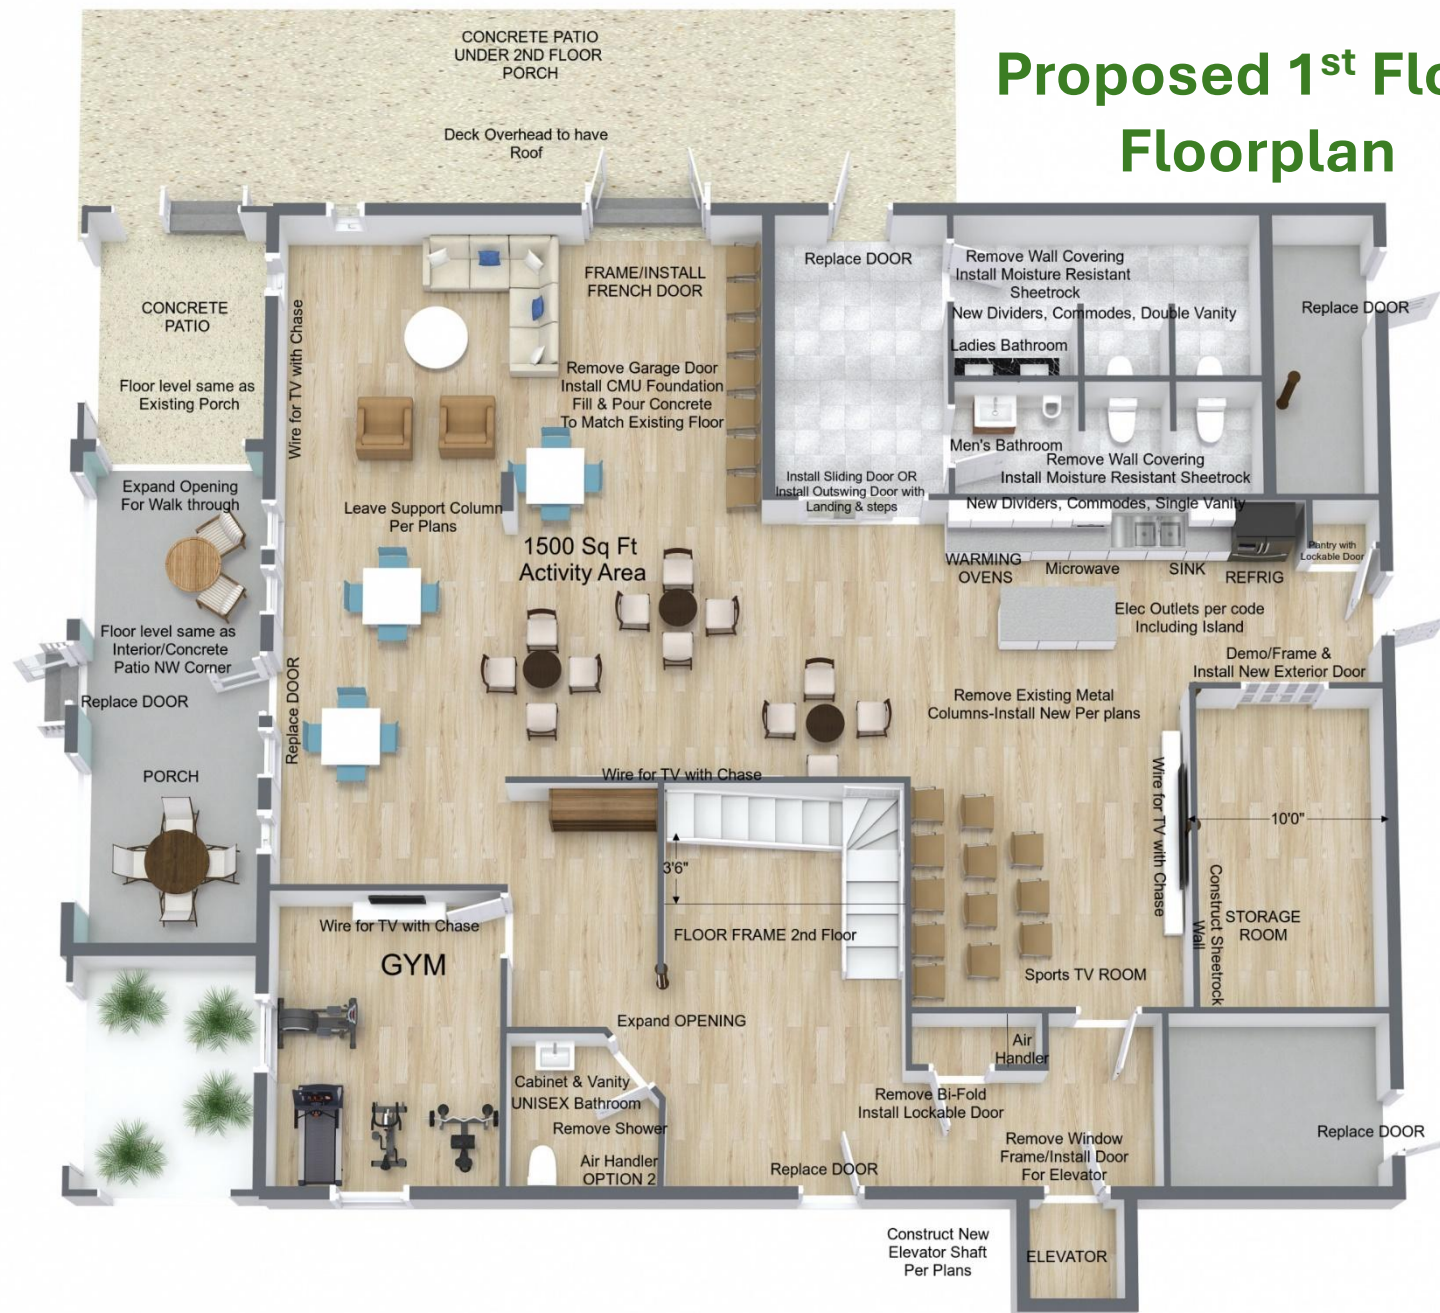 CONCRETE PATIO
UNDER 2ND FLOOR
PORCH
Deck Overhead to have
Roof
Proposed 1st Flo
Floorplan
CONCRETE
PATIO
Floor level same as
Existing Porch
Wire for TV with Chase
FRAME/INSTALL
FRENCH DOOR
Remove Garage Door
Install CMU Foundation
Fill & Pour Concrete
To Match Existing Floor
Replace DOOR
Remove Wall Covering
Install Moisture Resistant
Sheetrock
New Dividers, Commodes, Double Vanity
Ladies Bathroom
Replace DOOR
Men's Bathroom
Remove Wall Covering
Install Moisture Resistant Sheetrock
New Dividers, Commodes, Single Vanity
Install Sliding Door OR
Install Outswing Door with
Landing & steps
Expand Opening
For Walk through
Leave Support Column
Per Plans
1500 Sq Ft
Activity Area
WARMING
OVENS
Microwave
SINK
REFRIG
Pantry with
Lockable Door
Elec Outlets per code
Including Island
Floor level same as
Interior/Concrete
Patio NW Corner
Replace DOOR
Replace DOOR
Demo/Frame &
Install New Exterior Door
Remove Existing Metal
Columns-Install New Per plans
PORCH
Wire for TV with Chase
Wire for TV with Chase
10'0"
3'6"
Construct Sheetrock
Wall
STORAGE
ROOM
Wire for TV with Chase
GYM
FLOOR FRAME 2nd Floor
Sports TV ROOM
Expand OPENING
Air
Handler
Cabinet & Vanity
UNISEX Bathroom
Remove Shower
Air Handler
OPTION 2
Remove Bi-Fold
Install Lockable Door
Replace DOOR
Remove Window
Frame/Install Door
For Elevator
Replace DOOR
Construct New
Elevator Shaft
Per Plans
ELEVATOR